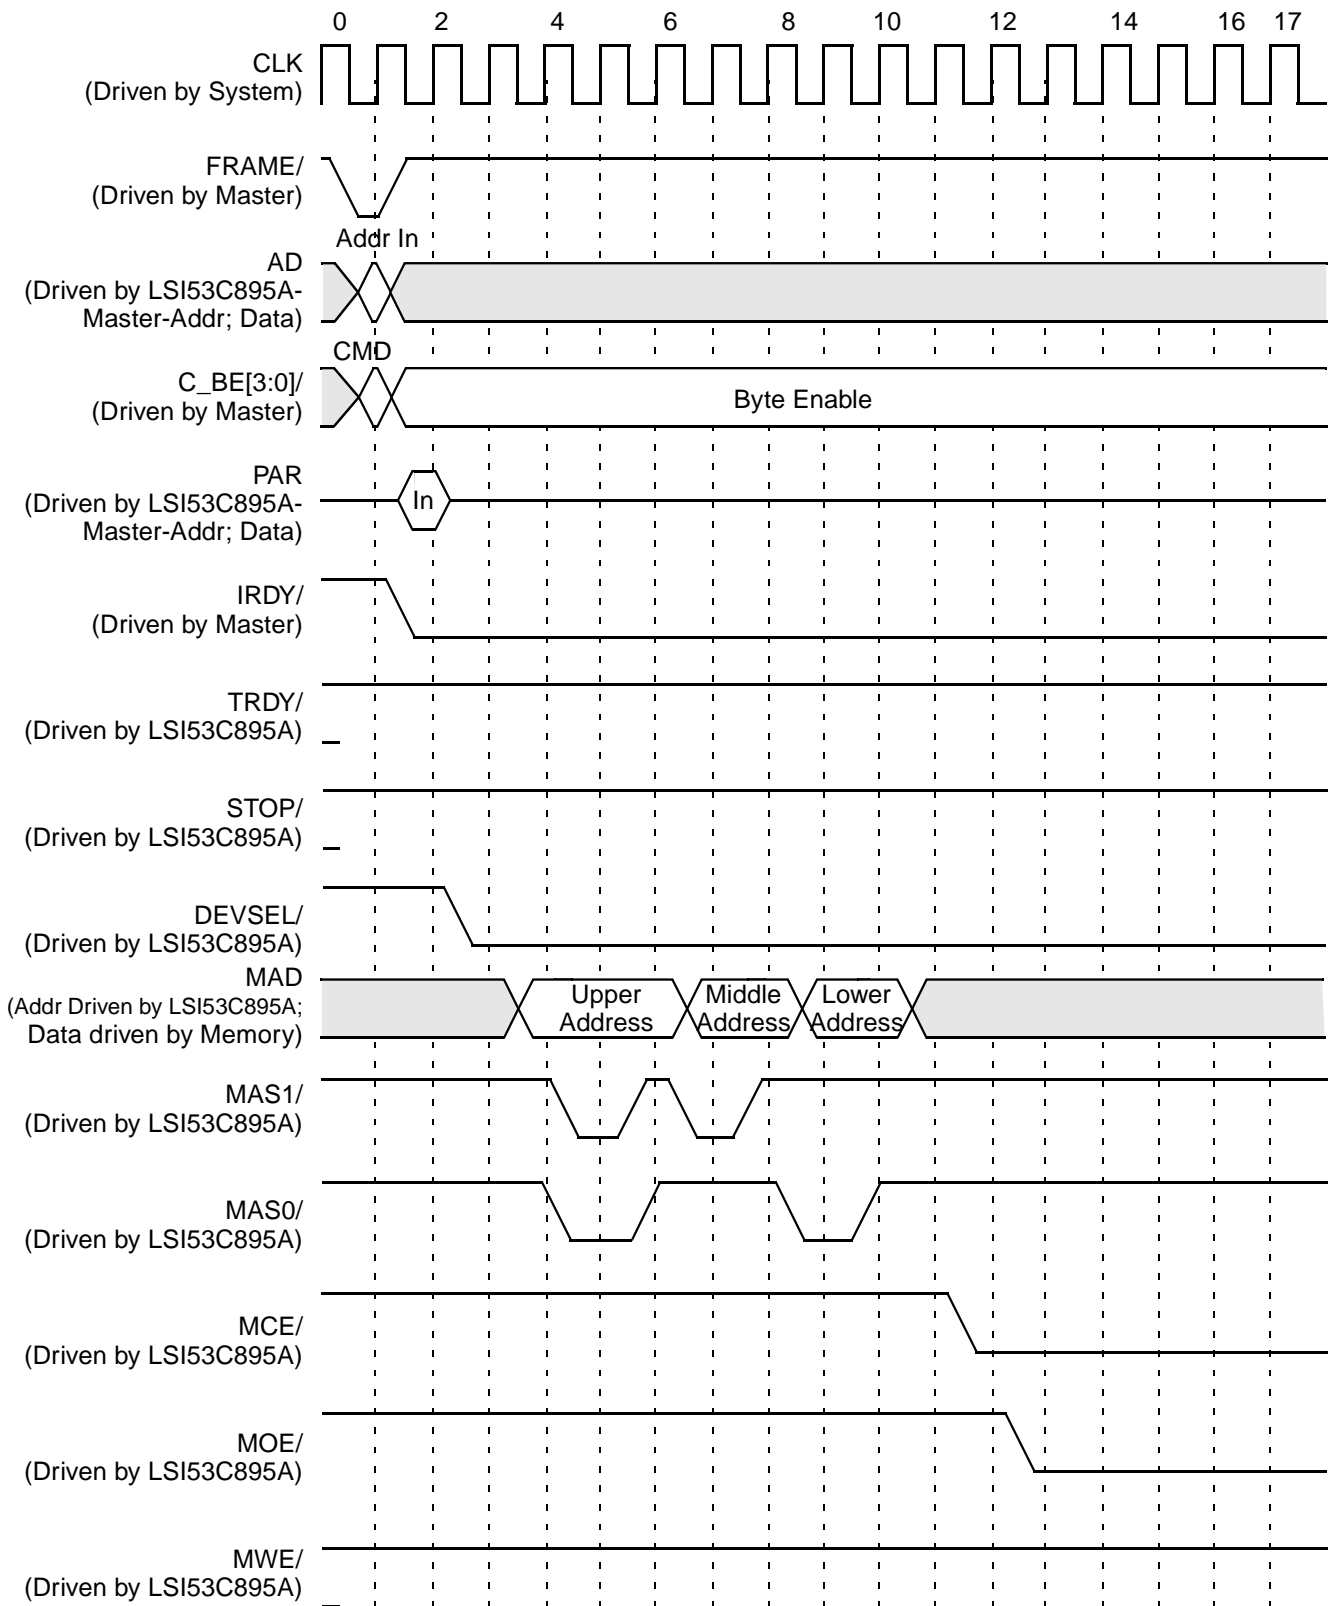 0 2 4 6 8 10 12 14 16 17
CLK
(Driven by System)
FRAME/
(Driven by Master)
Addr In
AD
(Driven by LSI53C895A-
Master-Addr; Data)
CMD
C_BE[3:0]/
(Driven by Master)
Byte Enable
PAR
(Driven by LSI53C895A-
Master-Addr; Data)
In
IRDY/
(Driven by Master)
TRDY/
(Driven by LSI53C895A)
STOP/
(Driven by LSI53C895A)
DEVSEL/
(Driven by LSI53C895A)
MAD
(Addr Driven by LSI53C895A;
Data driven by Memory)
Upper
Address
Middle
Address
Lower
Address
MAS1/
(Driven by LSI53C895A)
MAS0/
(Driven by LSI53C895A)
MCE/
(Driven by LSI53C895A)
MOE/
(Driven by LSI53C895A)
MWE/
(Driven by LSI53C895A)